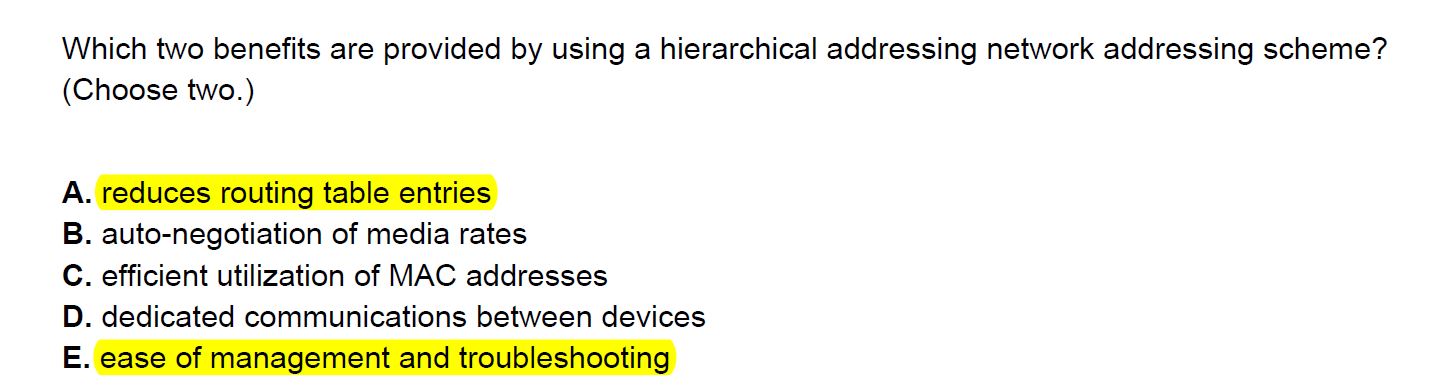 Which two benefits are provided by using a hierarchical addressing network addressing scheme?
(Choose two.)
A. reduces routing table entries
B. auto-negotiation of media rates
C. efficient utilization of MAC addresses
D. dedicated communications between devices
E. ease of management and troubleshooting